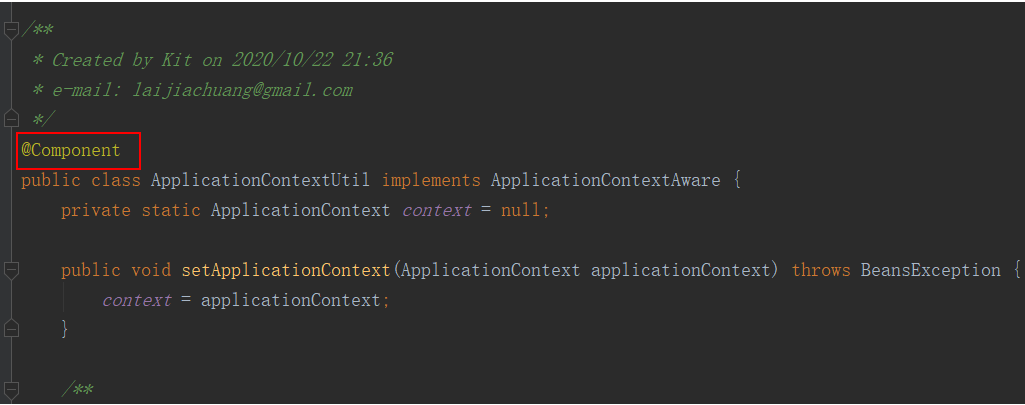 /**
 * Created by Kit on 2020/10/22 21:36
 * e-mail: laijiachuang@gmail.com
 */
@Component
public class ApplicationContextUtil implements ApplicationContextAware {
    private static ApplicationContext context = null;
    public void setApplicationContext(ApplicationContext applicationContext) throws BeansException {
        context = applicationContext;
    }
    /**